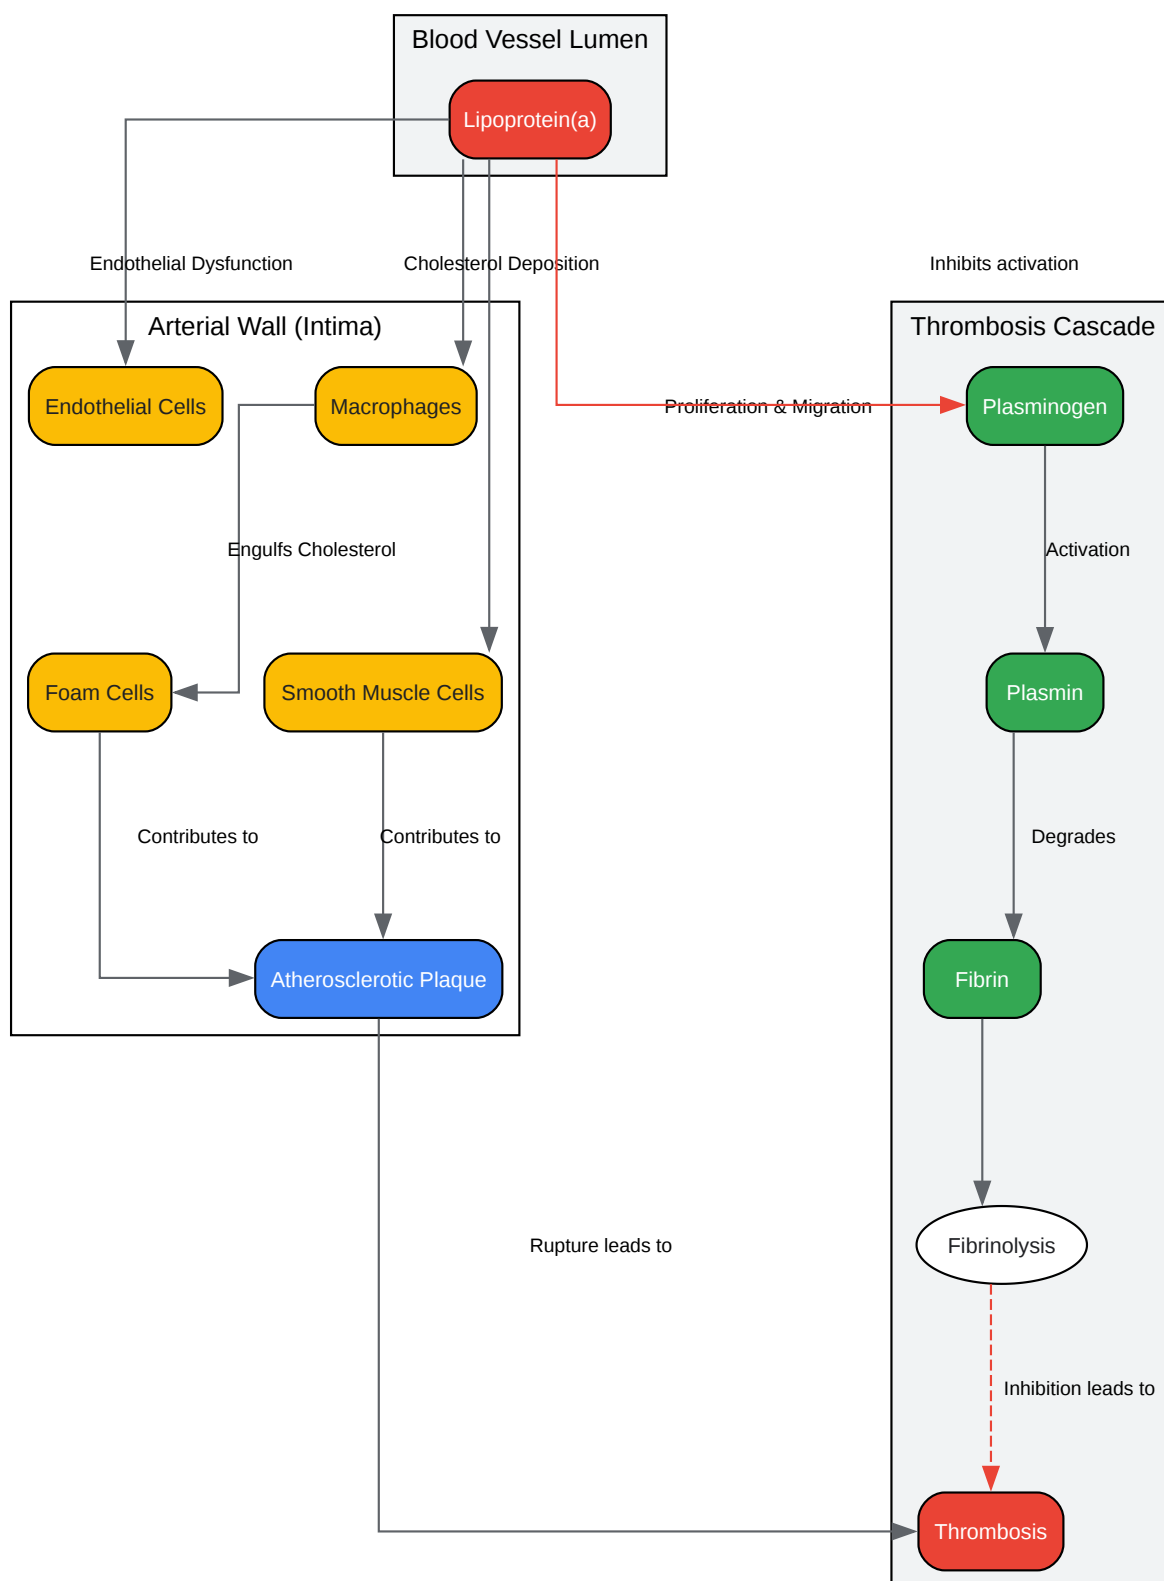 Blood Vessel Lumen
Lipoprotein(a)
Endothelial Dysfunction
Cholesterol Deposition
Inhibits activation
Arterial Wall (Intima)
Thrombosis Cascade
Endothelial Cells
Macrophages
Proliferation & Migration
Plasminogen
Engulfs Cholesterol
Activation
Foam Cells
Smooth Muscle Cells
Plasmin
Contributes to
Contributes to
Degrades
Atherosclerotic Plaque
Fibrin
Rupture leads to
Fibrinolysis
Inhibition leads to
Thrombosis